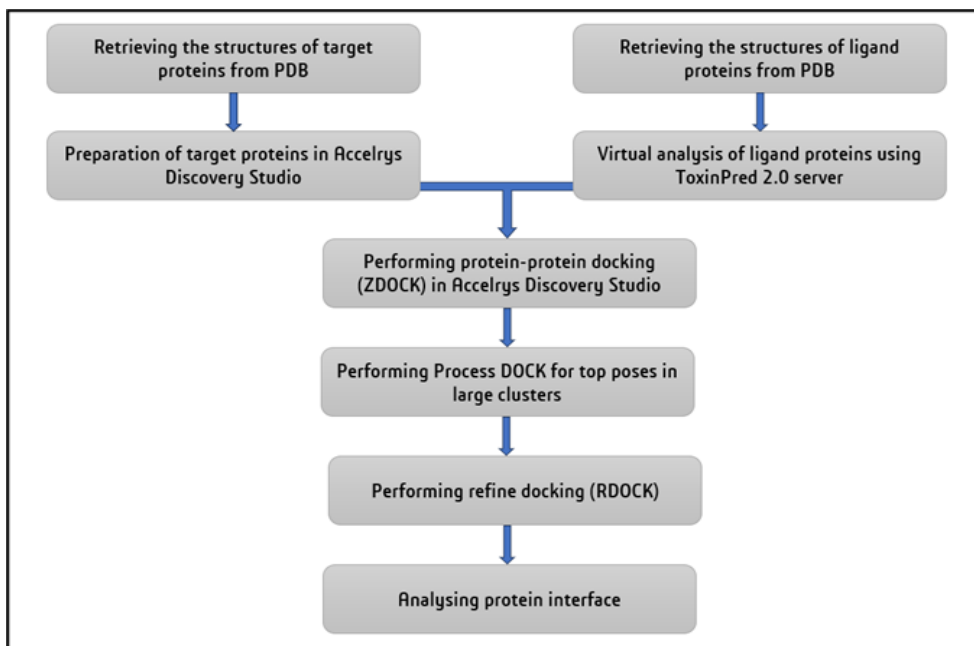 Retrieving the structures of target
proteins from PDB
Retrieving the structures of ligand
proteins from PDB
Preparation of target proteins in Accelrys
Discovery Studio
Virtual analysis of ligand proteins using
ToxinPred 2.0 server
Performing protein-protein docking
(ZDOCK) in Accelrys Discovery Studio
Performing Process DOCK for top poses in
large clusters
Performing refine docking (RDOCK)
Analysing protein interface